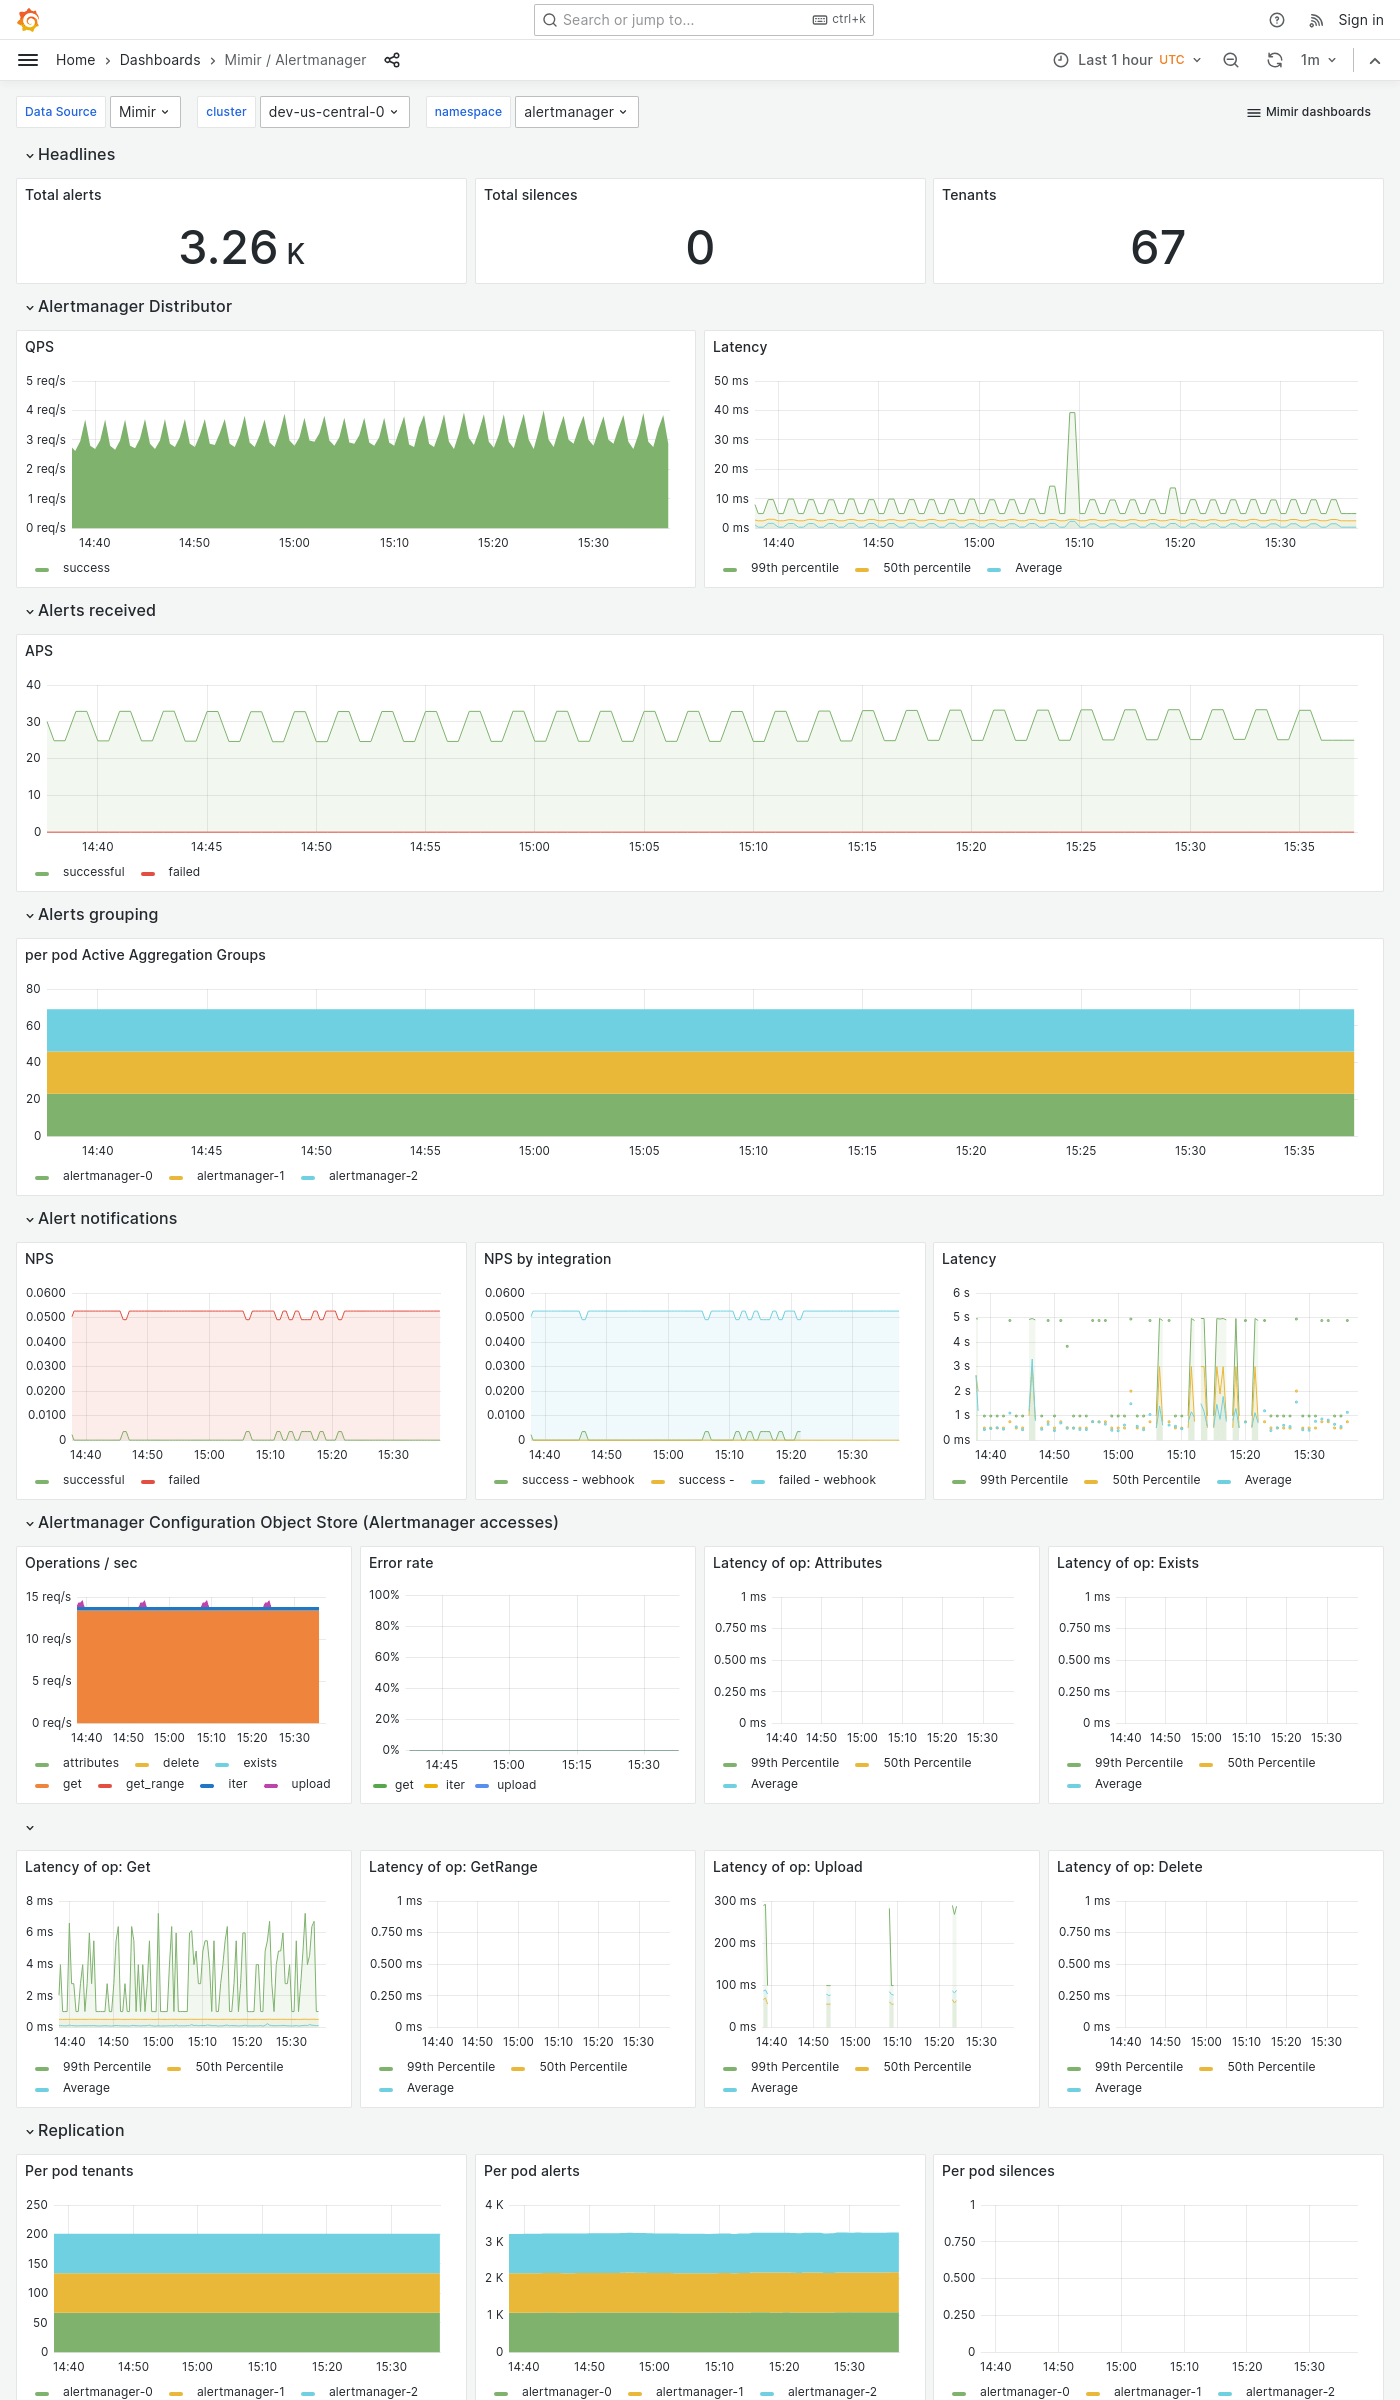 Search or jump to...
ctrl+k
Sign in
Home
Dashboards
Mimir / Alertmanager
Last 1 hour UTC
1m
Data Source
Mimir
cluster
dev-us-central-0
namespace
alertmanager
Mimir dashboards
Headlines
Total alerts
3.26 K
Total silences
0
Tenants
67
Alertmanager Distributor
QPS
5 req/s
4 req/s
3 req/s
2 req/s
1 req/s
0 req/s
14:40 14:50 15:00 15:10 15:20 15:30
success
Latency
50 ms
40 ms
30 ms
20 ms
10 ms
0 ms
14:40 14:50 15:00 15:10 15:20 15:30
99th percentile 50th percentile Average
Alerts received
APS
40
30
20
10
0
14:40 14:45 14:50 14:55 15:00 15:05 15:10 15:15 15:20 15:25 15:30 15:35
successful failed
Alerts grouping
per pod Active Aggregation Groups
80
60
40
20
0
14:40 14:45 14:50 14:55 15:00 15:05 15:10 15:15 15:20 15:25 15:30 15:35
alertmanager-0 alertmanager-1 alertmanager-2
Alert notifications
NPS
0.0600
0.0500
0.0400
0.0300
0.0200
0.0100
0
14:40 14:50 15:00 15:10 15:20 15:30
successful failed
NPS by integration
0.0600
0.0500
0.0400
0.0300
0.0200
0.0100
0
14:40 14:50 15:00 15:10 15:20 15:30
success - webhook success - failed - webhook
Latency
6 s
5 s
4 s
3 s
2 s
1 s
0 ms
14:40 14:50 15:00 15:10 15:20 15:30
99th Percentile 50th Percentile Average
Alertmanager Configuration Object Store (Alertmanager accesses)
Operations / sec
15 req/s
10 req/s
5 req/s
0 req/s
14:40 14:50 15:00 15:10 15:20 15:30
attributes delete exists
get get_range iter upload
Error rate
100%
80%
60%
40%
20%
0%
14:45 15:00 15:15 15:30
get iter upload
Latency of op: Attributes
1 ms
0.750 ms
0.500 ms
0.250 ms
0 ms
14:40 14:50 15:00 15:10 15:20 15:30
99th Percentile 50th Percentile
Average
Latency of op: Exists
1 ms
0.750 ms
0.500 ms
0.250 ms
0 ms
14:40 14:50 15:00 15:10 15:20 15:30
99th Percentile 50th Percentile
Average
Latency of op: Get
8 ms
6 ms
4 ms
2 ms
0 ms
14:40 14:50 15:00 15:10 15:20 15:30
99th Percentile 50th Percentile
Average
Latency of op: GetRange
1 ms
0.750 ms
0.500 ms
0.250 ms
0 ms
14:40 14:50 15:00 15:10 15:20 15:30
99th Percentile 50th Percentile
Average
Latency of op: Upload
300 ms
200 ms
100 ms
0 ms
14:40 14:50 15:00 15:10 15:20 15:30
99th Percentile 50th Percentile
Average
Latency of op: Delete
1 ms
0.750 ms
0.500 ms
0.250 ms
0 ms
14:40 14:50 15:00 15:10 15:20 15:30
99th Percentile 50th Percentile
Average
Replication
Per pod tenants
250
200
150
100
50
0
14:40 14:50 15:00 15:10 15:20 15:30
alertmanager-0 alertmanager-1 alertmanager-2
Per pod alerts
4 K
3 K
2 K
1 K
0
14:40 14:50 15:00 15:10 15:20 15:30
alertmanager-0 alertmanager-1 alertmanager-2
Per pod silences
1
0.750
0.500
0.250
0
14:40 14:50 15:00 15:10 15:20 15:30
alertmanager-0 alertmanager-1 alertmanager-2